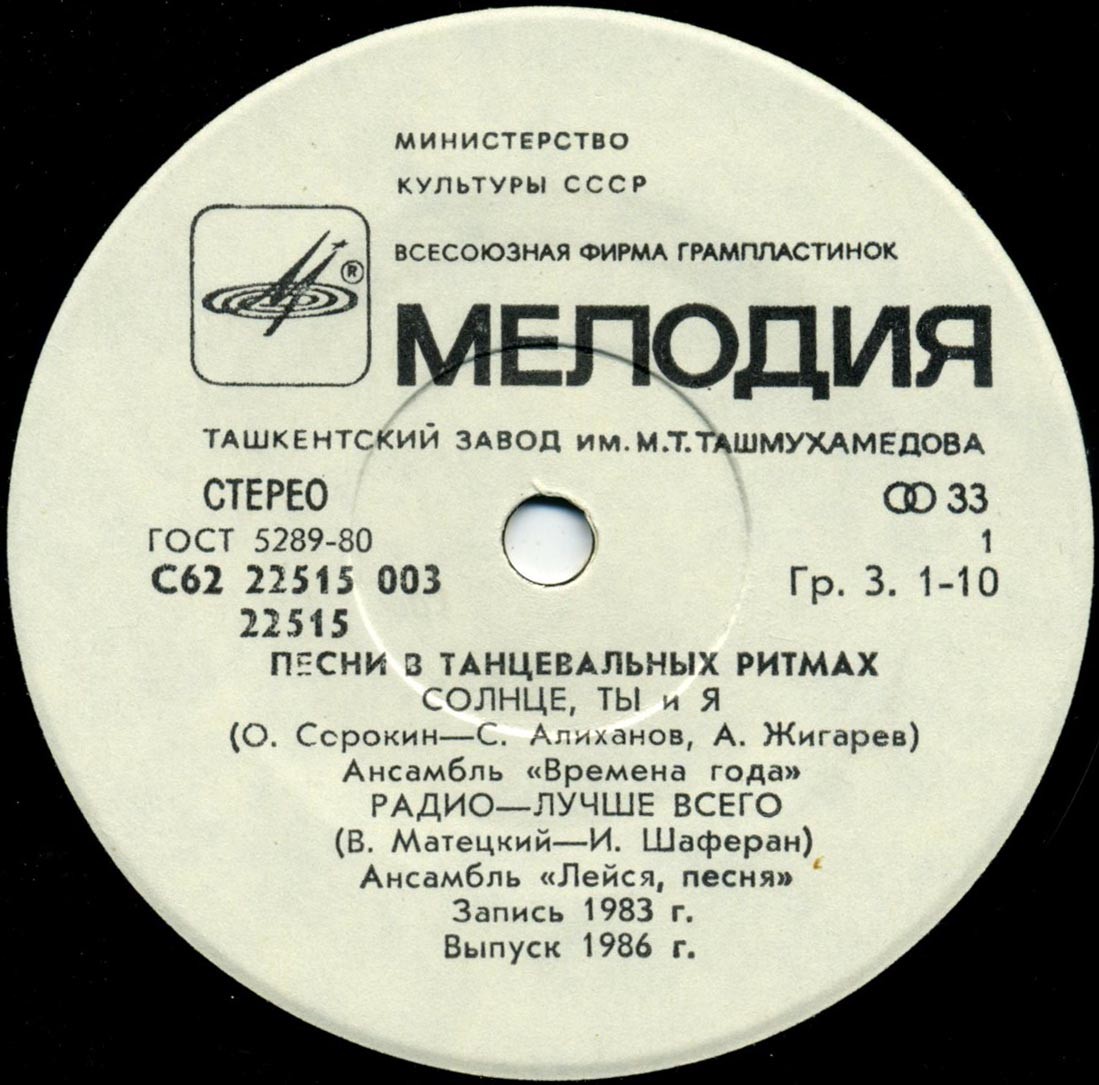 МИНИСТЕРСТВО
КУЛЬТУРЫ СССР
ВСЕСОЮЗНАЯ ФИРМА ГРАМПЛАСТИНОК
®
МЕЛОДИЯ
ТАШКЕНТСКИЙ ЗАВОД ИМ. М.Т. ТАШМУХАМЕДОВА
СТЕРЕО
33
ГОСТ 5289-80
1
С62 22515 003
Гр. 3. 1-10
22515
ПЕСНИ В ТАНЦЕВАЛЬНЫХ РИТМАХ
СОЛНЦЕ, ТЫ и Я
(О. Сорокин—С. Алиханов, А. Жигарев)
Ансамбль «Времена года»
РАДИО—ЛУЧШЕ ВСЕГО
(В. Матецкий—И. Шаферан)
Ансамбль «Лейся, песня»
Запись 1983 г.
Выпуск 1986 г.